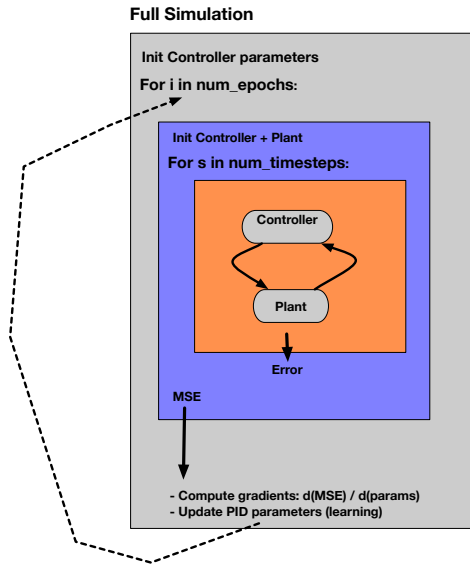 Full Simulation
Init Controller parameters
For i in num_epochs:
Init Controller + Plant
For s in num_timesteps:
Controller
Plant
Error
MSE
- Compute gradients: d(MSE) / d(params)
- Update PID parameters (learning)